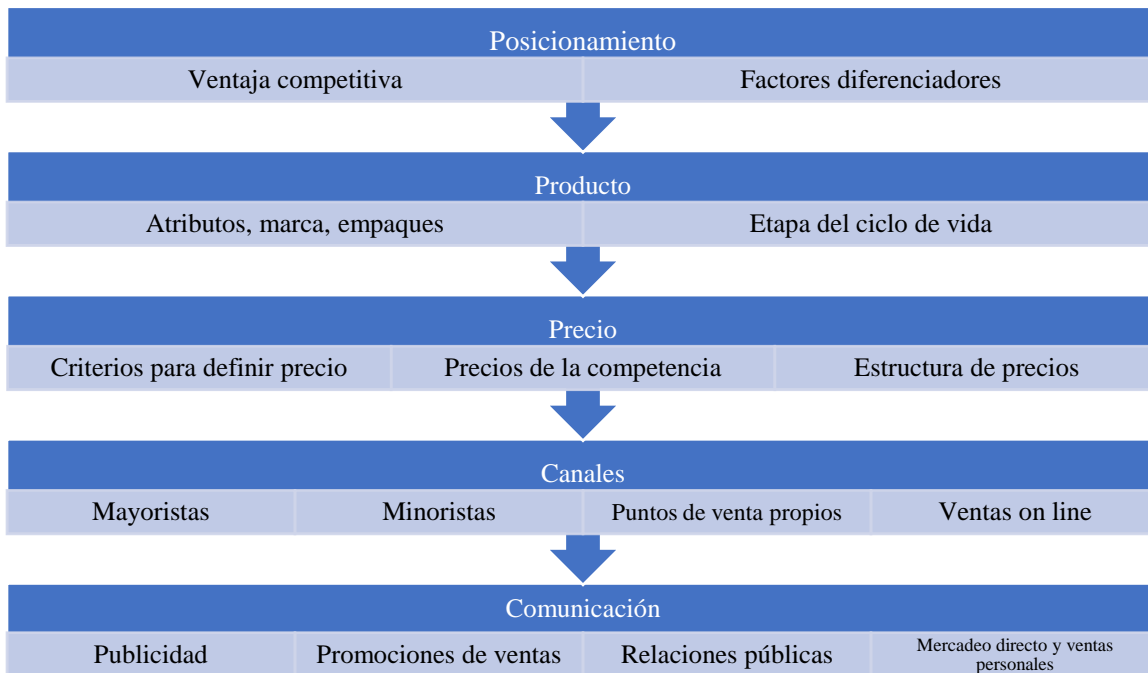 Posicionamiento
Ventaja competitiva
Factores diferenciadores
Producto
Atributos, marca, empaques
Etapa del ciclo de vida
Precio
Criterios para definir precio
Precios de la competencia
Estructura de precios
Canales
Mayoristas
Minoristas
Puntos de venta propios
Ventas on line
Comunicación
Publicidad
Promociones de ventas
Relaciones públicas
Mercadeo directo y ventas
personales